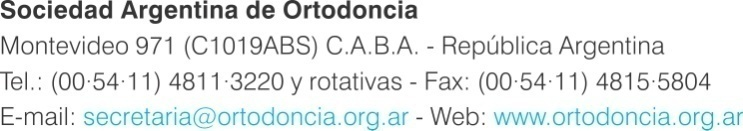 Sociedad Argentina de Ortodoncia
Montevideo 971 (C1019ABS) C.A.B.A. - República Argentina
Tel.: (00·54·11) 4811·3220 y rotativas - Fax: (00·54·11) 4815·5804
E-mail: secretaria@ortodoncia.org.ar - Web: www.ortodoncia.org.ar